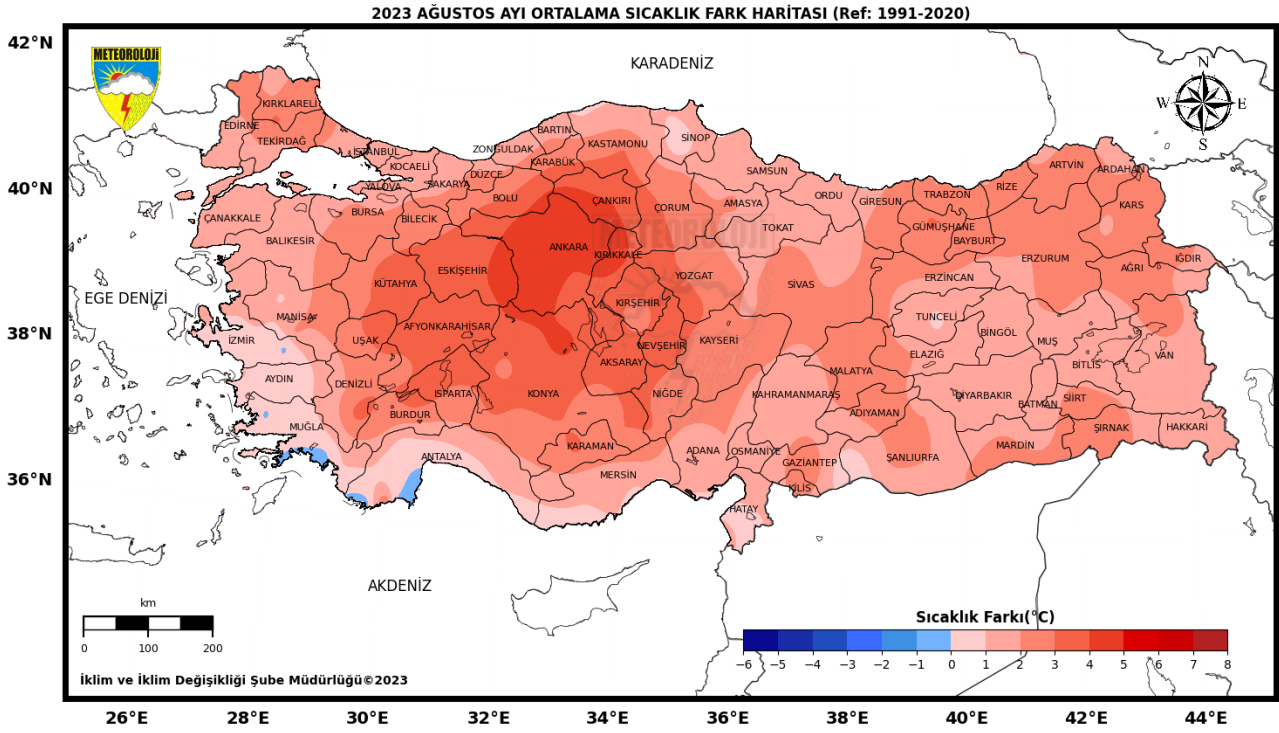 2023 AĞUSTOS AYI ORTALAMA SICAKLIK FARK HARİTASI (Ref: 1991-2020)
42°N
METEOROLOJİ
KARADENİZ
N
W E
S
KIRKLARELİ
EDİRNE
TEKİRDAĞ
İSTANBUL
KOCAELİ
YALOVA
SAKARYA
DÜZCE
ZONGULDAK
BARTIN
KARABÜK
KASTAMONU
SİNOP
SAMSUN
ORDU
GİRESUN
TRABZON
RİZE
ARTVİN
ARDAHAN
40°N
ÇANAKKALE
BURSA
BİLECİK
BOLU
ÇANKIRI
ÇORUM
AMASYA
TOKAT
GÜMÜŞHANE
BAYBURT
KARS
BALIKESİR
ESKİŞEHİR
ANKARA
KIRIKKALE
METEOROLOJİ
YOZGAT
SİVAS
ERZİNCAN
ERZURUM
AĞRI
IĞDIR
EGE DENİZİ
KÜTAHYA
MANİSA
AFYONKARAHİSAR
KIRŞEHİR
TUNCELİ
BİNGÖL
38°N
İZMİR
UŞAK
NEVŞEHİR
KAYSERİ
ELAZIĞ
MUŞ
BİTLİS
VAN
AYDIN
DENİZLİ
ISPARTA
KONYA
AKSARAY
NİĞDE
KAHRAMANMARAŞ
MALATYA
DİYARBAKIR
BATMAN
SİİRT
MUĞLA
BURDUR
ADIYAMAN
ŞIRNAK
HAKKARİ
36°N
ANTALYA
KARAMAN
MERSİN
ADANA
OSMANİYE
GAZİANTEP
KİLİS
ŞANLIURFA
MARDİN
HATAY
AKDENİZ
km
0 100 200
Sıcaklık Farkı(°C)
−6 −5 −4 −3 −2 −1 0 1 2 3 4 5 6 7 8
İklim ve İklim Değişikliği Şube Müdürlüğü©2023
26°E 28°E 30°E 32°E 34°E 36°E 38°E 40°E 42°E 44°E